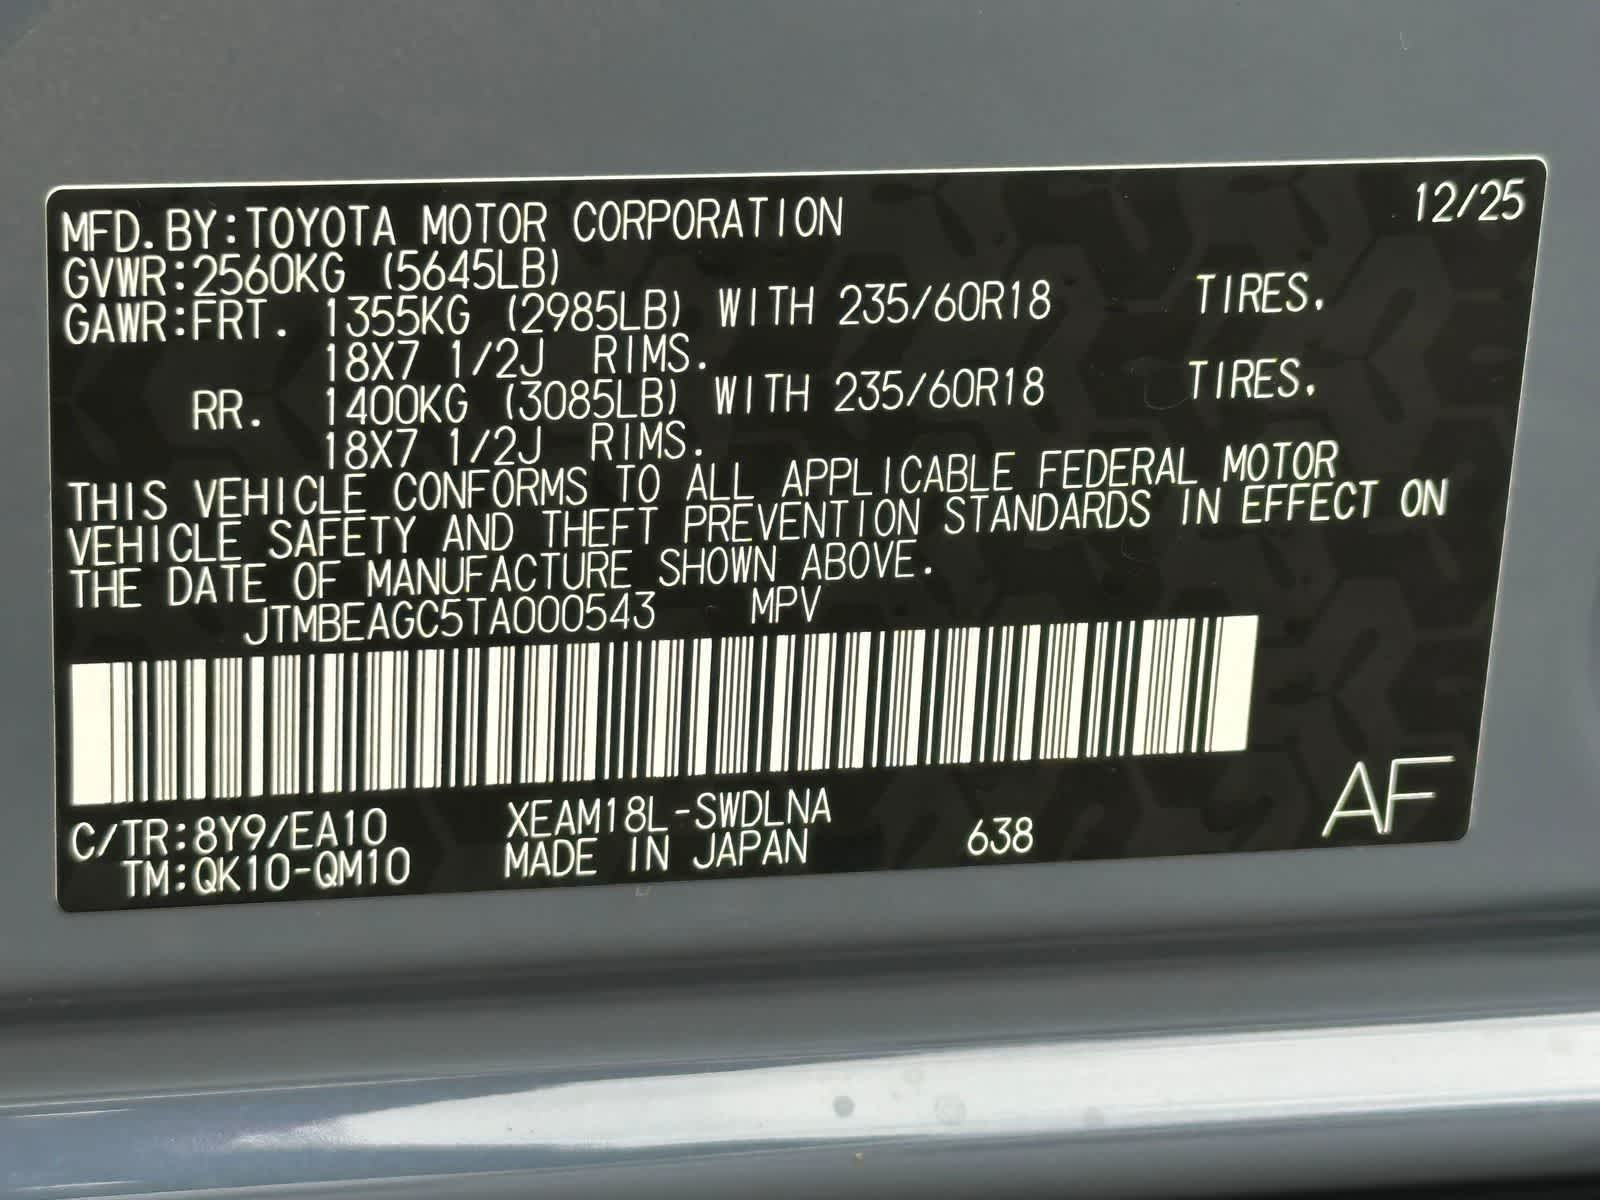 12/25
MFD.BY:TOYOTA MOTOR CORPORATION
GVWR:2560KG (5645LB)
GAWR:FRT. 1355KG (2985LB) WITH 235/60R18 TIRES,
18X7 1/2J RIMS.
RR. 1400KG (3085LB) WITH 235/60R18 TIRES,
18X7 1/2J RIMS.
THIS VEHICLE CONFORMS TO ALL APPLICABLE FEDERAL MOTOR
VEHICLE SAFETY AND THEFT PREVENTION STANDARDS IN EFFECT ON
THE DATE OF MANUFACTURE SHOWN ABOVE.
JTMBEAGC5TA000543 MPV
C/TR:8Y9/EA10 XEAM18L-SWDLNA
TM:QK10-QM10 MADE IN JAPAN 638
AF